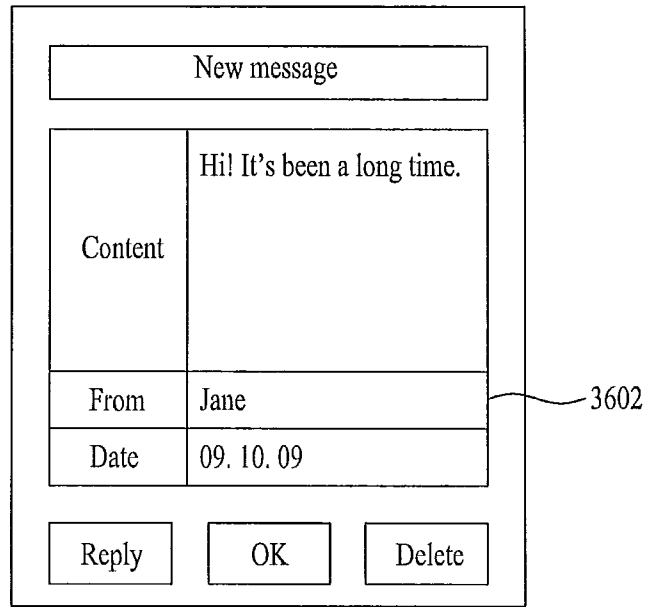 New message
Content
Hi! It's been a long time.
From
Jane
3602
Date
09. 10. 09
Reply
OK
Delete